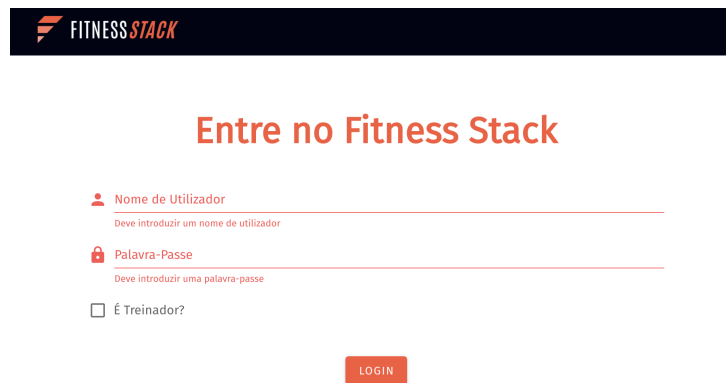 FITNESS STACK
Entre no Fitness Stack
Nome de Utilizador
Deve introduzir um nome de utilizador
Palavra-Passe
Deve introduzir uma palavra-passe
É Treinador?
LOGIN